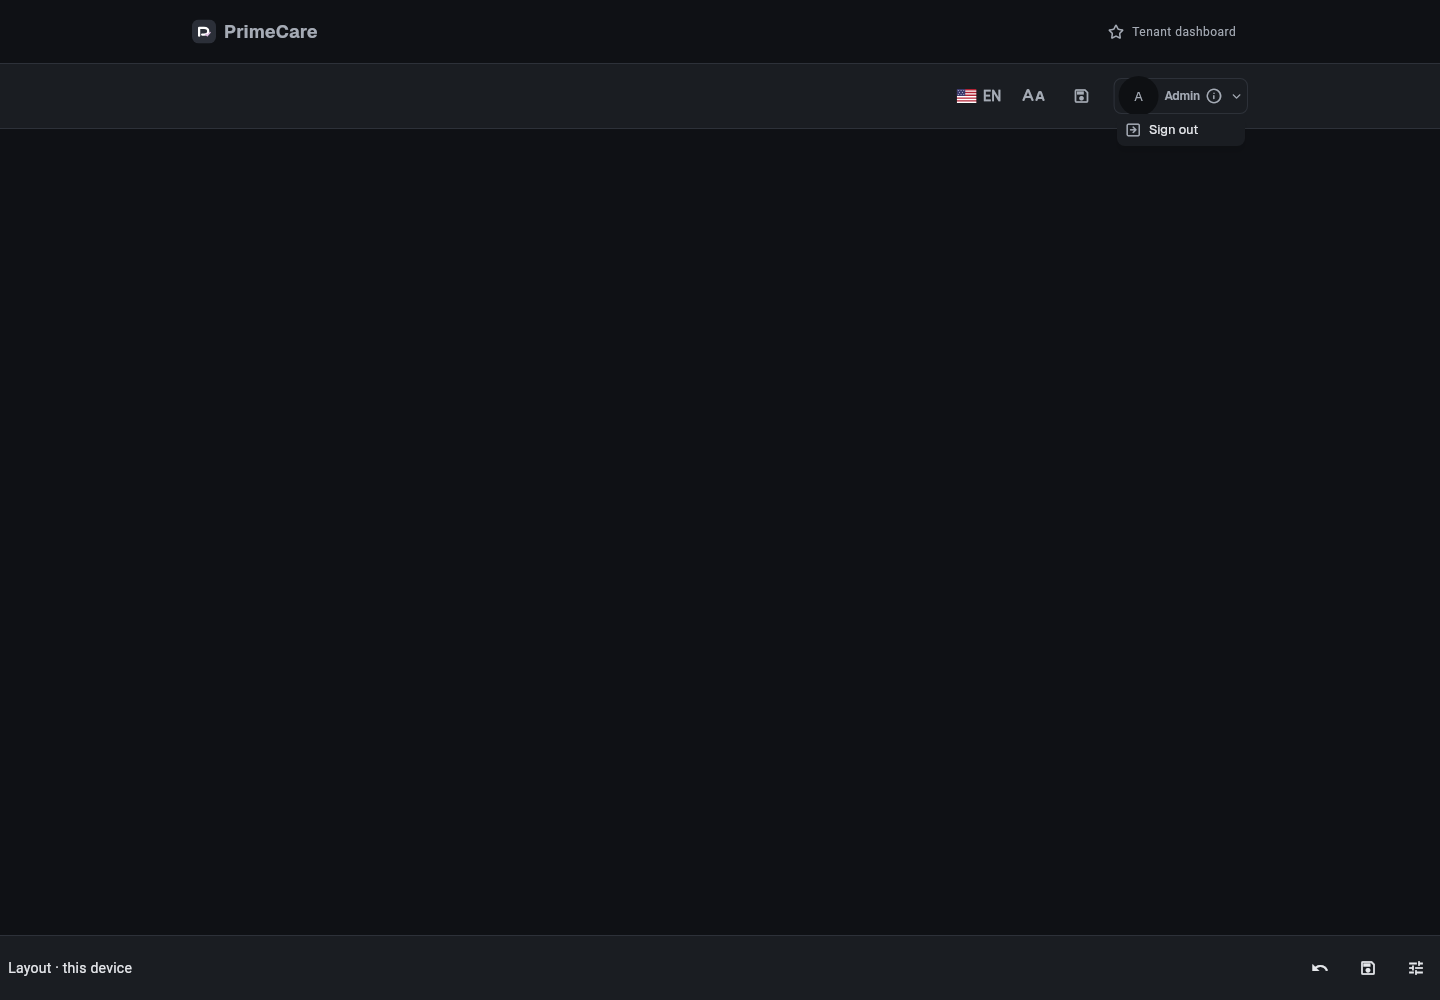 PrimeCare
Tenant dashboard
EN
AA
A
Admin
Sign out
Layout · this device